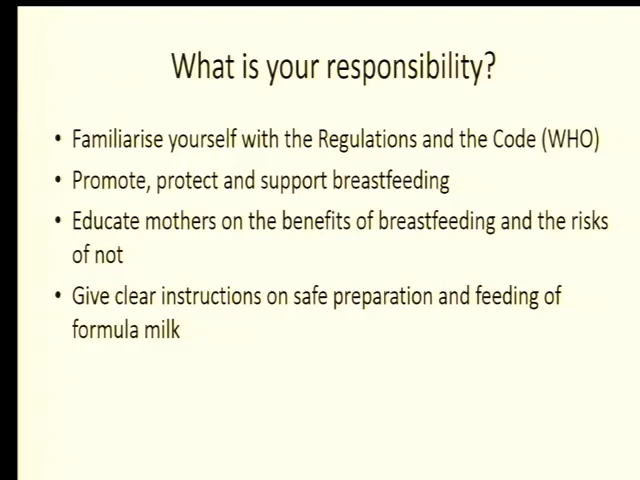 What is your responsibility?
• Familiarise yourself with the Regulations and the Code (WHO)
• Promote, protect and support breastfeeding
• Educate mothers on the benefits of breastfeeding and the risks
of not
• Give clear instructions on safe preparation and feeding of
formula milk